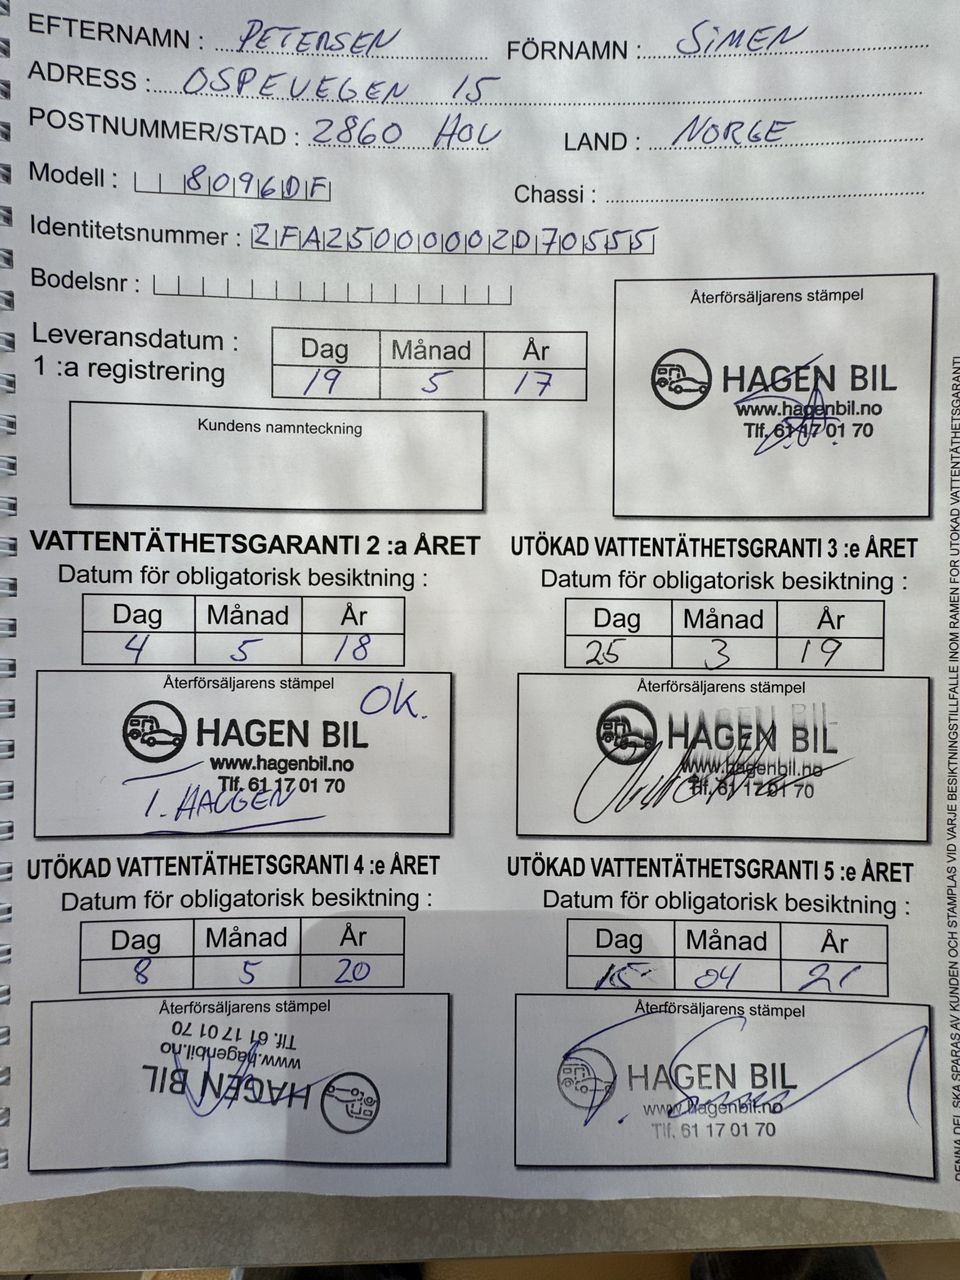 EFTERNAMN : PETERSEN FÖRNAMN : SIMEN
ADRESS : OSPEVEGEN 15
POSTNUMMER/STAD : 2860 HOV LAND : NORGE
Modell : 8096DF Chassi :
Identitetsnummer : ZFA25000002D70555
Bodelsnr :
Leveransdatum :
1 :a registrering
Dag Månad År
19 5 17
Kundens namnteckning
Återförsäljarens stämpel
HAGEN BIL
www.hagenbil.no
Tlf. 61 17 01 70
VATTENTÄTHETSGARANTI 2 :a ÅRET
Datum för obligatorisk besiktning :
Dag Månad År
4 5 18
Återförsäljarens stämpel
OK.
HAGEN BIL
www.hagenbil.no
Tlf. 61 17 01 70
T. HAUGEN
UTÖKAD VATTENTÄTHETSGRANTI 3 :e ÅRET
Datum för obligatorisk besiktning :
Dag Månad År
25 3 19
Återförsäljarens stämpel
HAGEN BIL
www.hagenbil.no
Tlf. 61 17 01 70
UTÖKAD VATTENTÄTHETSGRANTI 4 :e ÅRET
Datum för obligatorisk besiktning :
Dag Månad År
8 5 20
Återförsäljarens stämpel
HAGEN BIL
www.hagenbil.no
Tlf. 61 17 01 70
UTÖKAD VATTENTÄTHETSGRANTI 5 :e ÅRET
Datum för obligatorisk besiktning :
Dag Månad År
15 04 21
Återförsäljarens stämpel
HAGEN BIL
www.hagenbil.no
Tlf. 61 17 01 70
DENNA DEL SKA SPARAS AV KUNDEN OCH STAMPLAS VID VARJE BESIKTNINGSTILLFALLE INOM RAMEN FOR UTOKAD VATTENTÄTHETSGARANTI